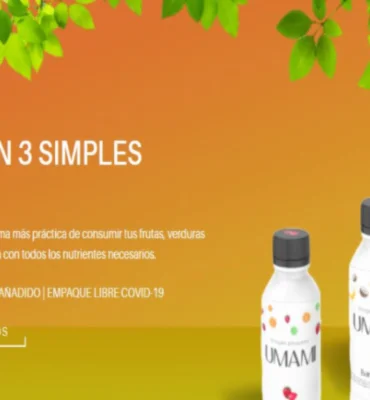 N 3 SIMPLES
ma más práctica de consumir tus frutas, verduras
con todos los nutrientes necesarios.
AÑADIDO | EMPAQUE LIBRE COVID-19
OS
UMAMI
UM